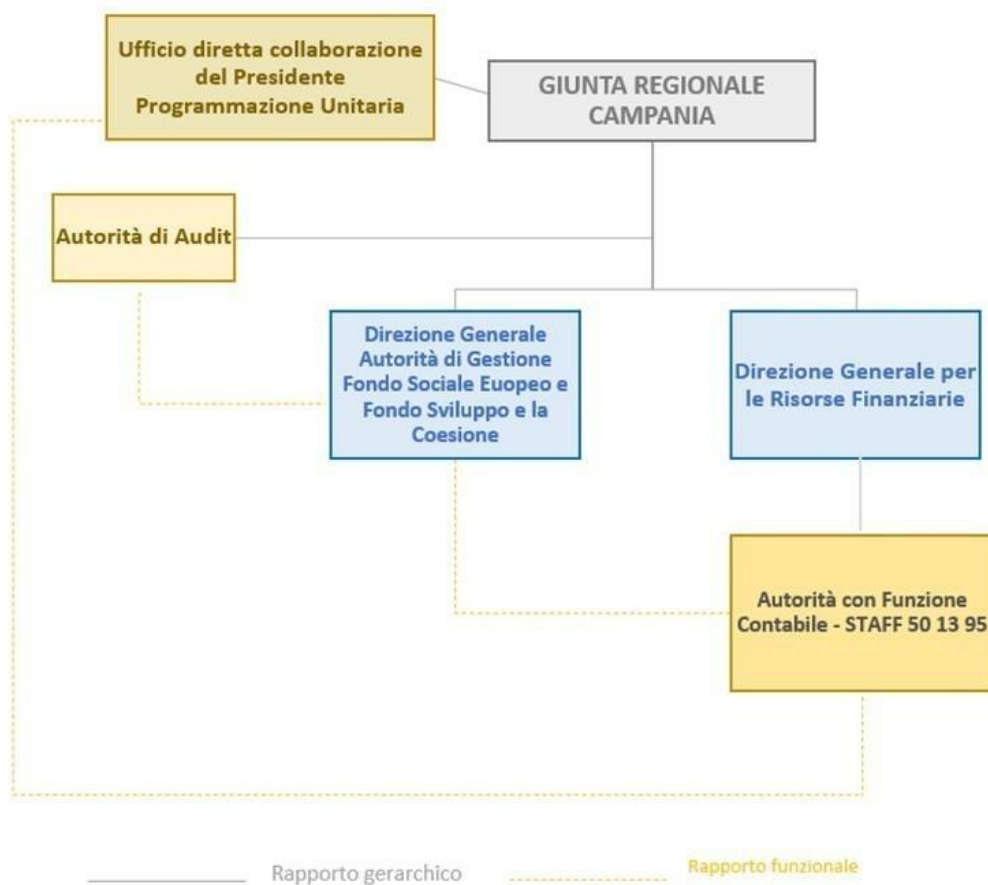 Ufficio diretta collaborazione
del Presidente
Programmazione Unitaria
GIUNTA REGIONALE
CAMPANIA
Autorità di Audit
Direzione Generale
Autorità di Gestione
Fondo Sociale Euopeo e
Fondo Sviluppo e la
Coesione
Direzione Generale per
le Risorse Finanziarie
Autorità con Funzione
Contabile - STAFF 50 13 95
Rapporto gerarchico
Rapporto funzionale